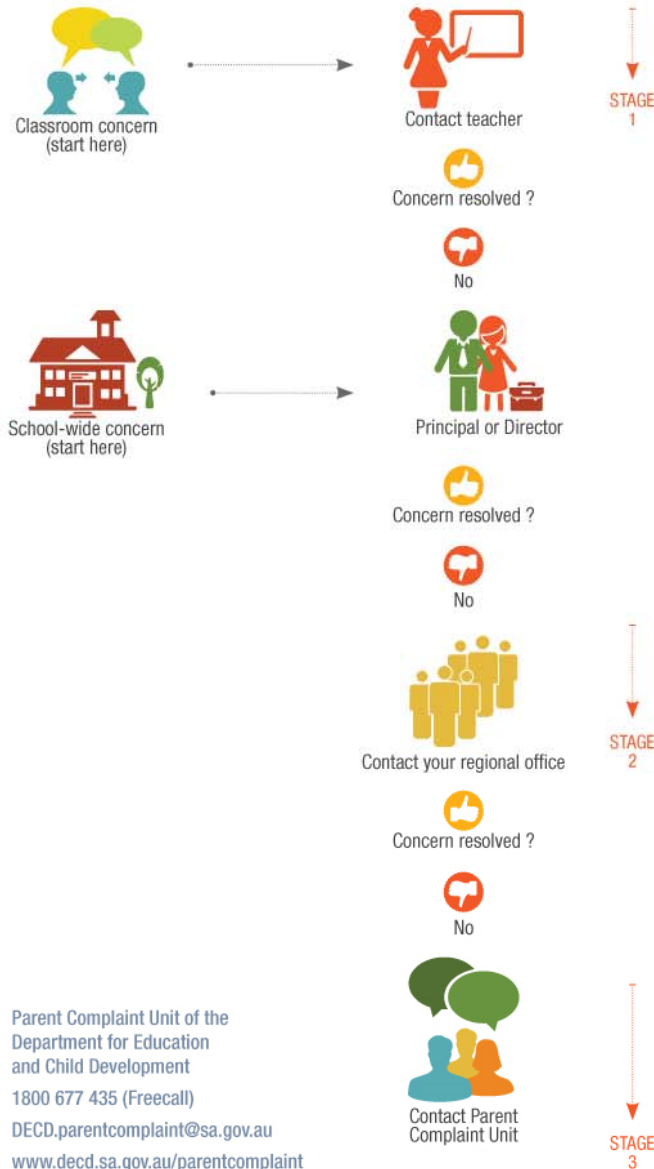 Classroom concern
(start here)
Contact teacher
STAGE
1
Concern resolved ?
No
School-wide concern
(start here)
Principal or Director
Concern resolved ?
No
Contact your regional office
STAGE
2
Concern resolved ?
No
Contact Parent
Complaint Unit
STAGE
3
Parent Complaint Unit of the
Department for Education
and Child Development
1800 677 435 (Freecall)
DECD.parentcomplaint@sa.gov.au
www.decd.sa.gov.au/parentcomplaint